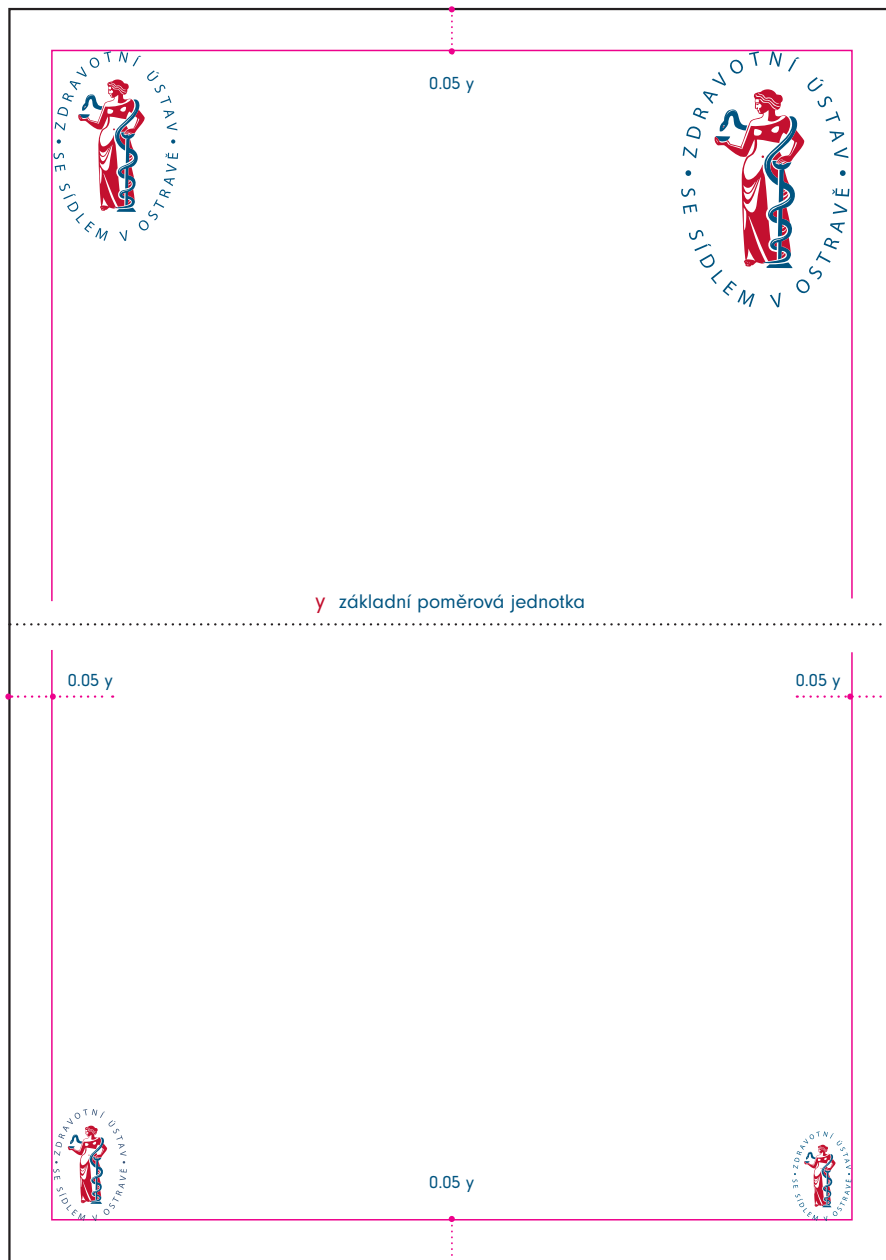 ZDRAVOTNÍ ÚSTAV • SE SÍDLEM V OSTRAVĚ •
0.05 y
ZDRAVOTNÍ ÚSTAV • SE SÍDLEM V OSTRAVĚ •
y základní poměrová jednotka
0.05 y
0.05 y
ZDRAVOTNÍ ÚSTAV • SE SÍDLEM V OSTRAVĚ •
0.05 y
ZDRAVOTNÍ ÚSTAV • SE SÍDLEM V OSTRAVĚ •